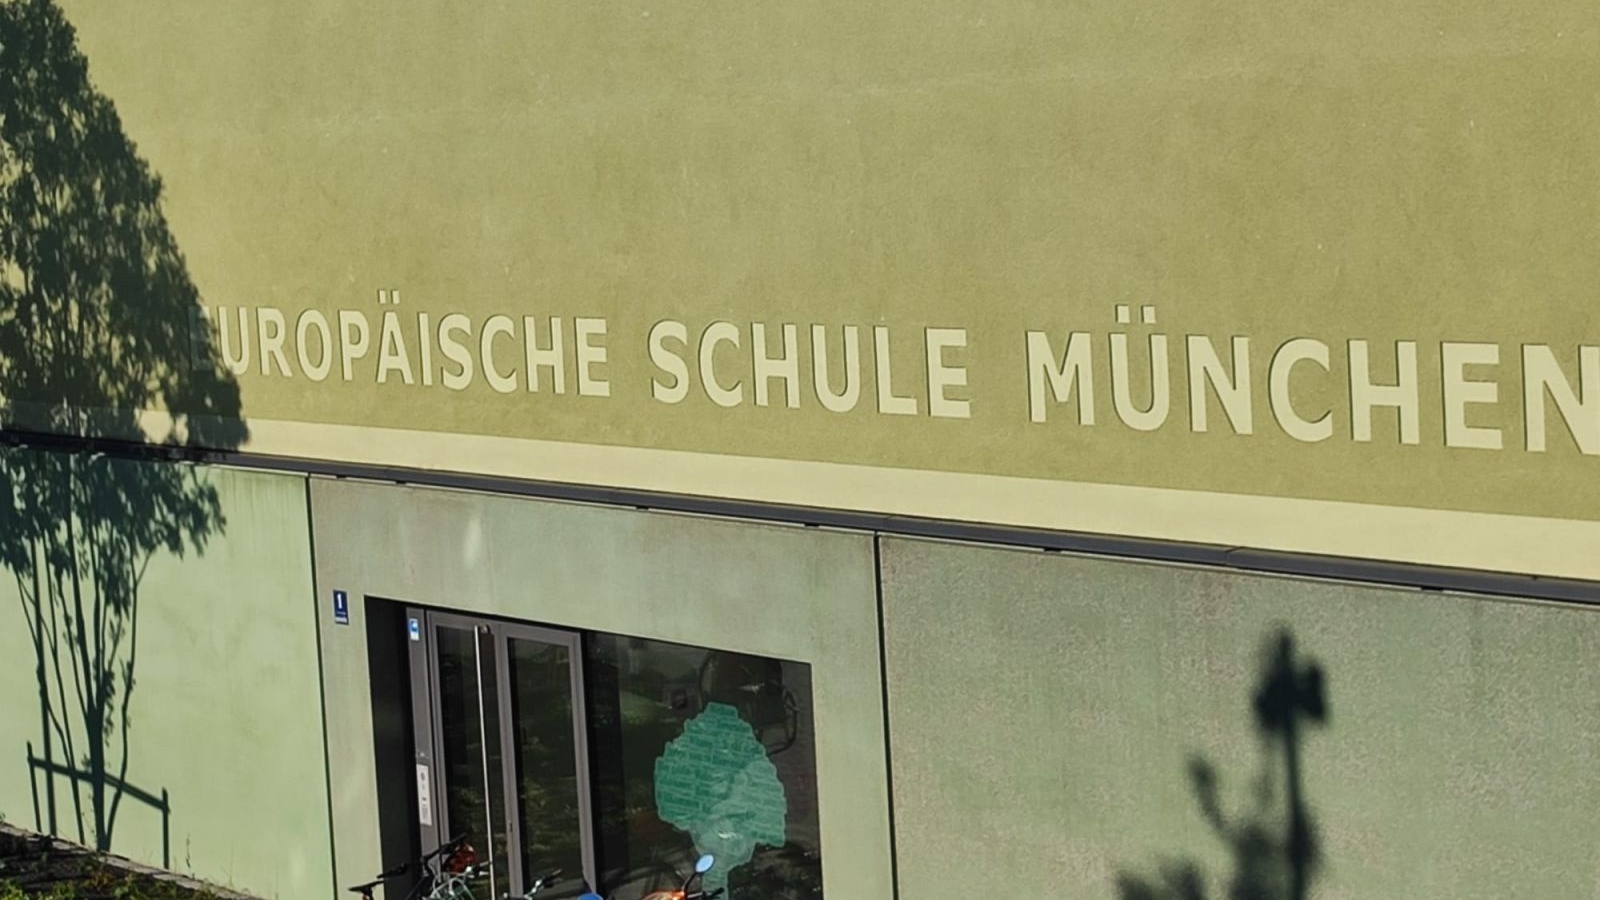 EUROPÄISCHE SCHULE MÜNCHEN
1